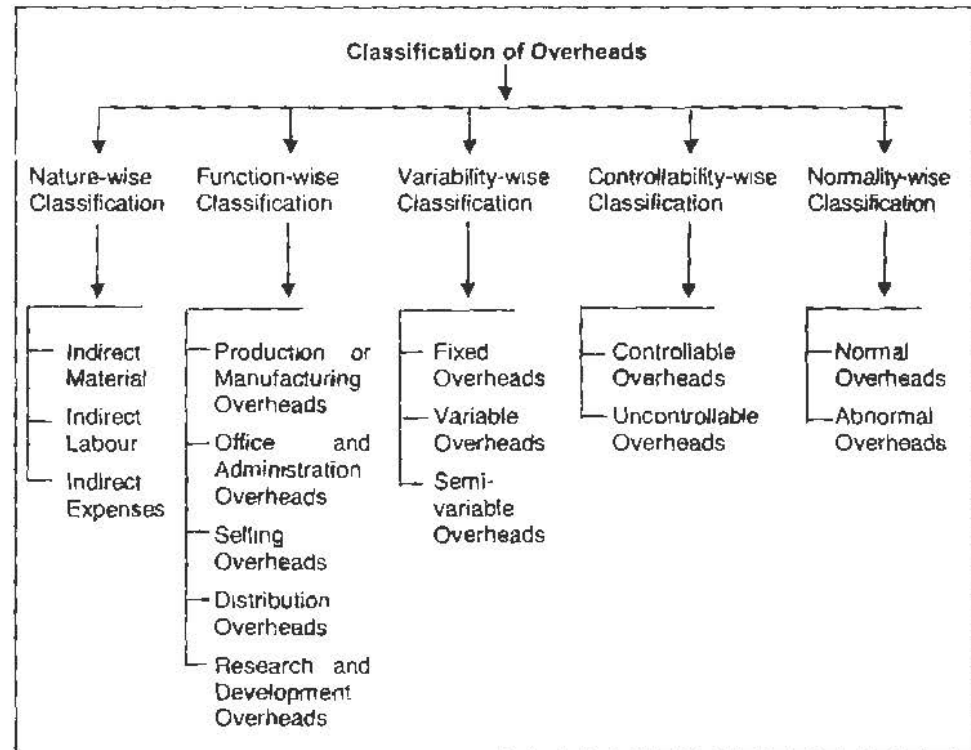 Classification of Overheads
Nature-wise
Classification
Function-wise
Classification
Variability-wise
Classification
Controllability-wise
Classification
Normality-wise
Classification
Indirect
Material
Indirect
Labour
Indirect
Expenses
Production or
Manufacturing
Overheads
Office and
Administration
Overheads
Selling
Overheads
Distribution
Overheads
Research and
Development
Overheads
Fixed
Overheads
Variable
Overheads
Semi-
variable
Overheads
Controllable
Overheads
Uncontrollable
Overheads
Normal
Overheads
Abnormal
Overheads